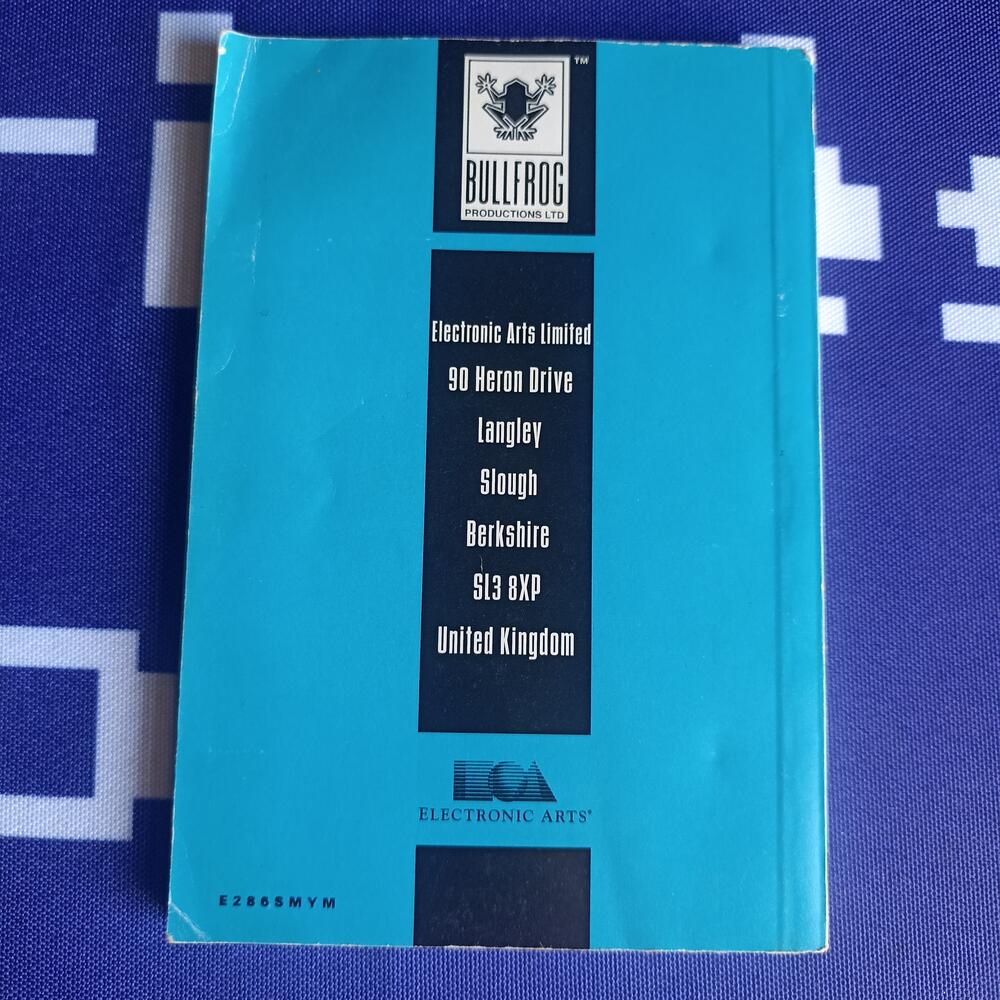 TM
BULLFROG
PRODUCTIONS LTD
Electronic Arts Limited
90 Heron Drive
Langley
Slough
Berkshire
SL3 8XP
United Kingdom
ECA
ELECTRONIC ARTS®
E286SMYM